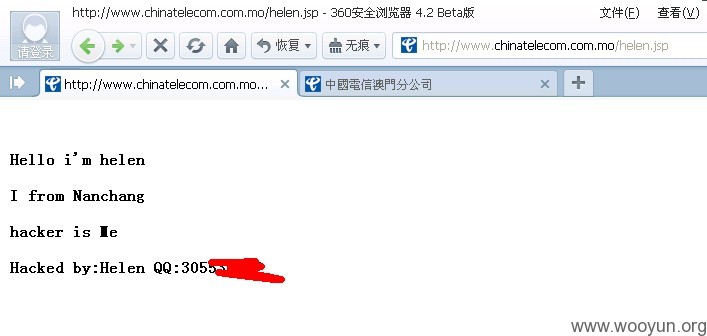 http://www.chinatelecom.com.mo/helen.jsp - 360安全浏览器 4.2 Beta版
文件(F) 查看(V)
请登录
恢复 无痕 http://www.chinatelecom.com.mo/helen.jsp
http://www.chinatelecom.com.mo... 中國電信澳門分公司
Hello i'm helen
I from Nanchang
hacker is Me
Hacked by:Helen QQ:3055
www.wooyun.org